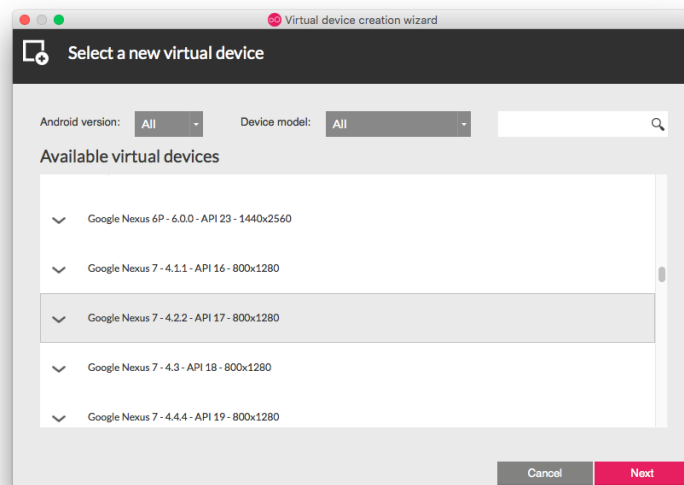 Virtual device creation wizard
Select a new virtual device
Android version: All Device model: All
Available virtual devices
Google Nexus 6P - 6.0.0 - API 23 - 1440x2560
Google Nexus 7 - 4.1.1 - API 16 - 800x1280
Google Nexus 7 - 4.2.2 - API 17 - 800x1280
Google Nexus 7 - 4.3 - API 18 - 800x1280
Google Nexus 7 - 4.4.4 - API 19 - 800x1280
Cancel Next